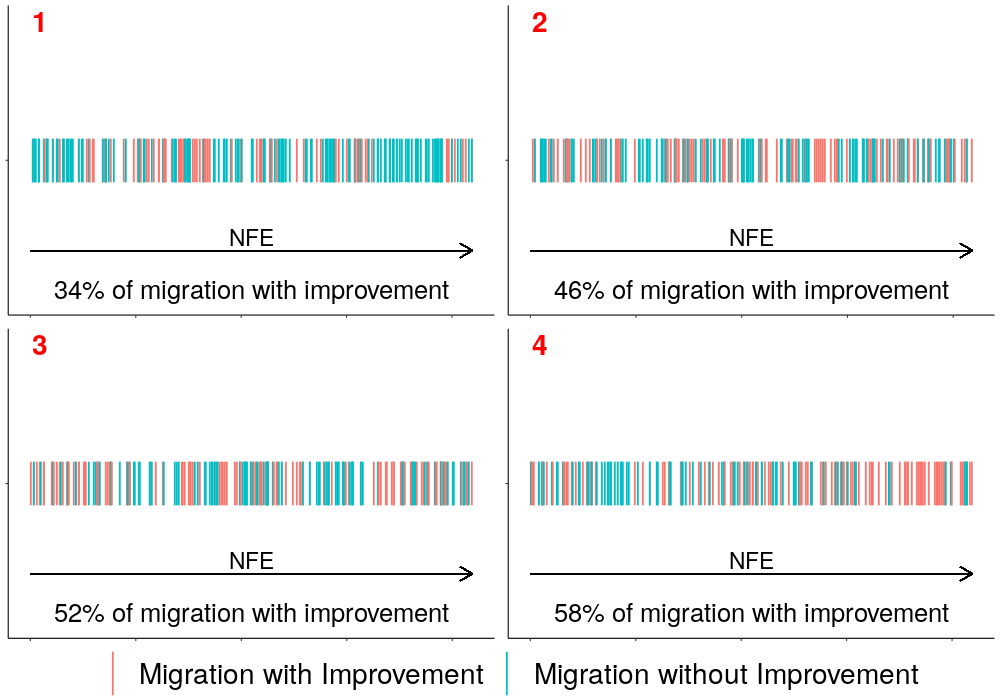 1
NFE
34% of migration with improvement
2
NFE
46% of migration with improvement
3
NFE
52% of migration with improvement
4
NFE
58% of migration with improvement
Migration with Improvement
Migration without Improvement